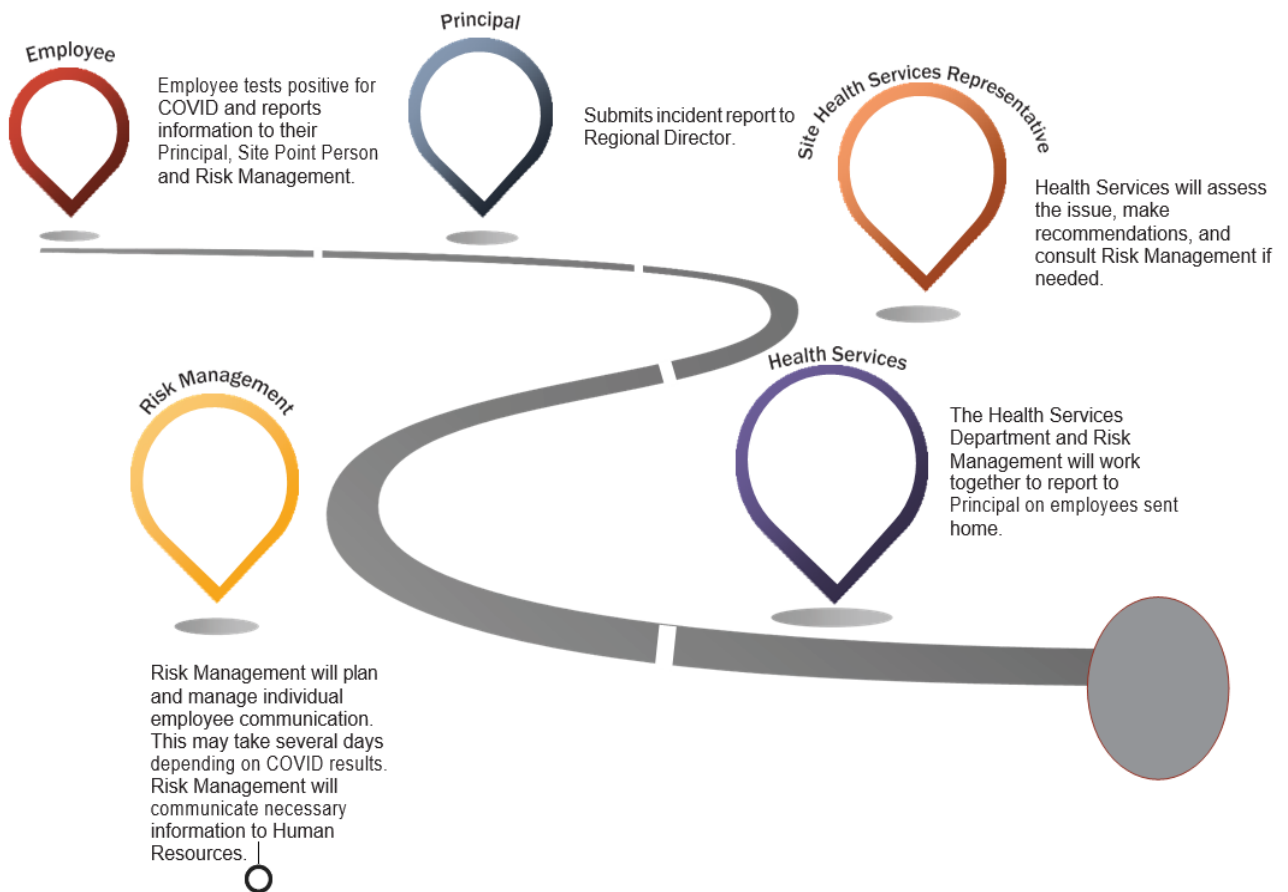 Employee
Employee tests positive for
COVID and reports
information to their
Principal, Site Point Person
and Risk Management.
Principal
Submits incident report to
Regional Director.
Site Health Services Representative
Health Services will assess
the issue, make
recommendations, and
consult Risk Management if
needed.
Risk Management
Risk Management will plan
and manage individual
employee communication.
This may take several days
depending on COVID results.
Risk Management will
communicate necessary
information to Human
Resources.
Health Services
The Health Services
Department and Risk
Management will work
together to report to
Principal on employees sent
home.